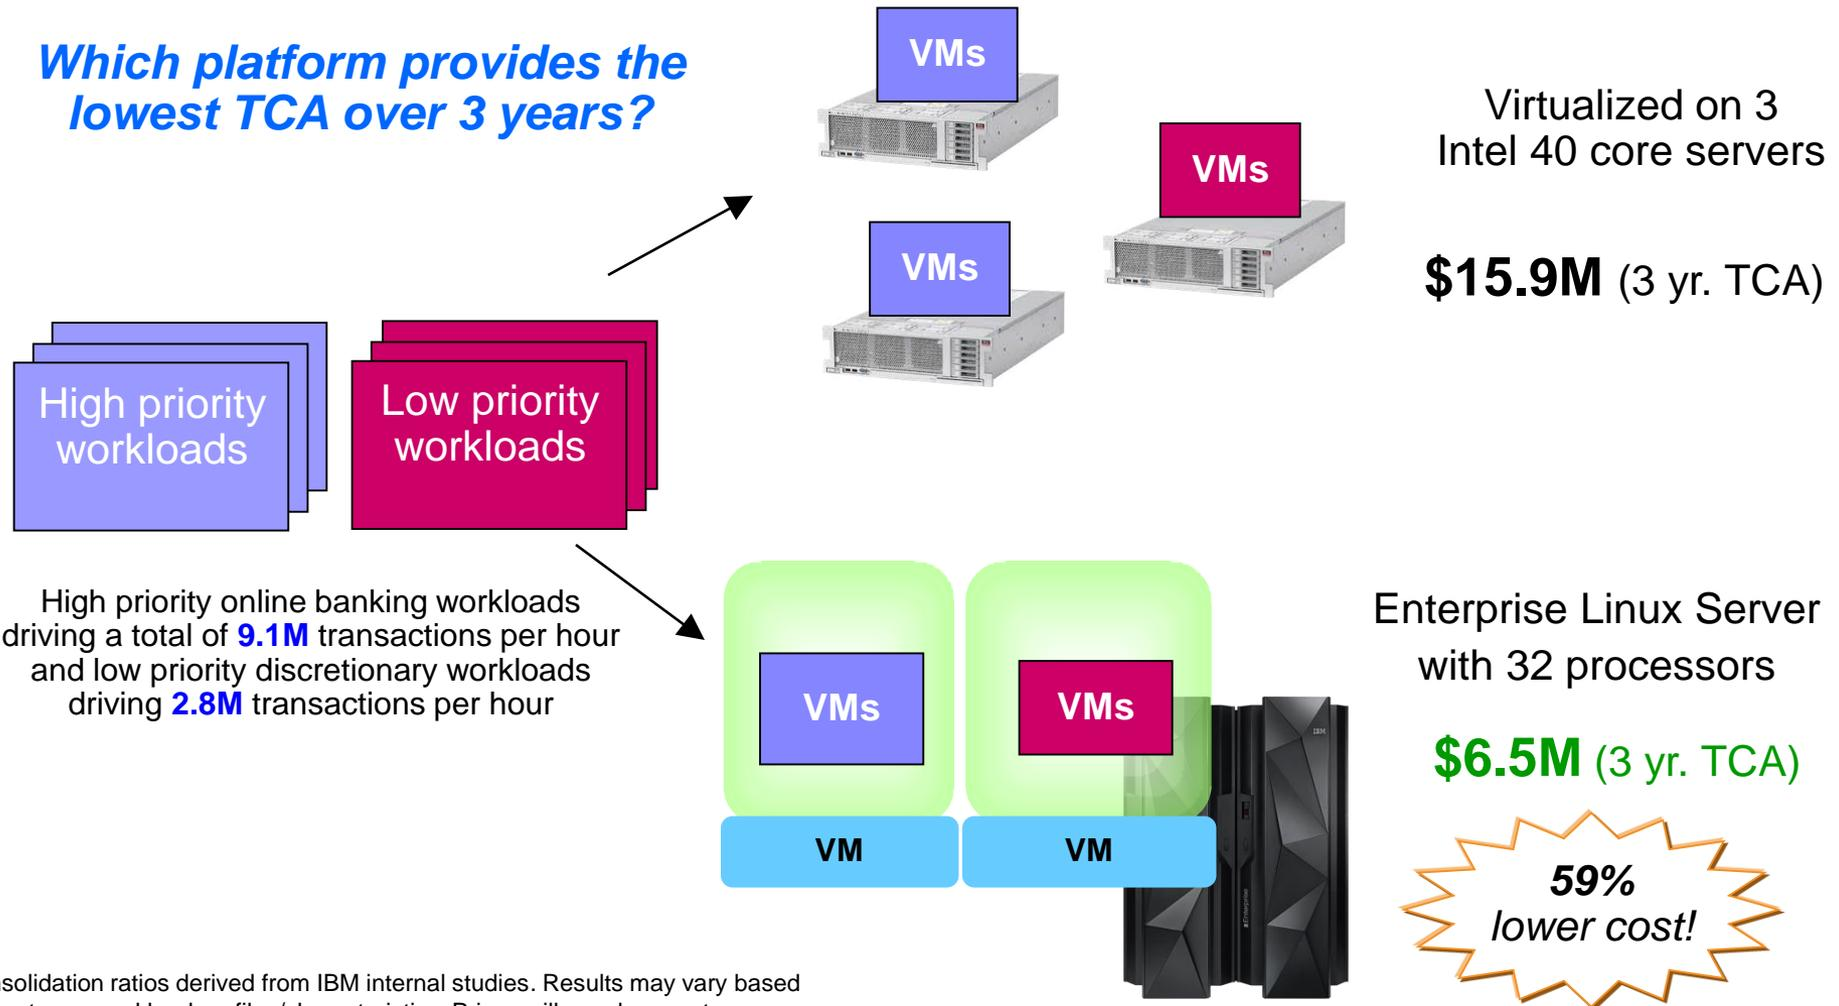 Which platform provides the
lowest TCA over 3 years?
VMs
VMs
VMs
Virtualized on 3
Intel 40 core servers
$15.9M (3 yr. TCA)
High priority
workloads
Low priority
workloads
High priority online banking workloads
driving a total of 9.1M transactions per hour
and low priority discretionary workloads
driving 2.8M transactions per hour
VMs
VMs
VM
VM
IBM
Enterprise Linux Server
with 32 processors
$6.5M (3 yr. TCA)
59%
lower cost!
solidation ratios derived from IBM internal studies. Results may vary based